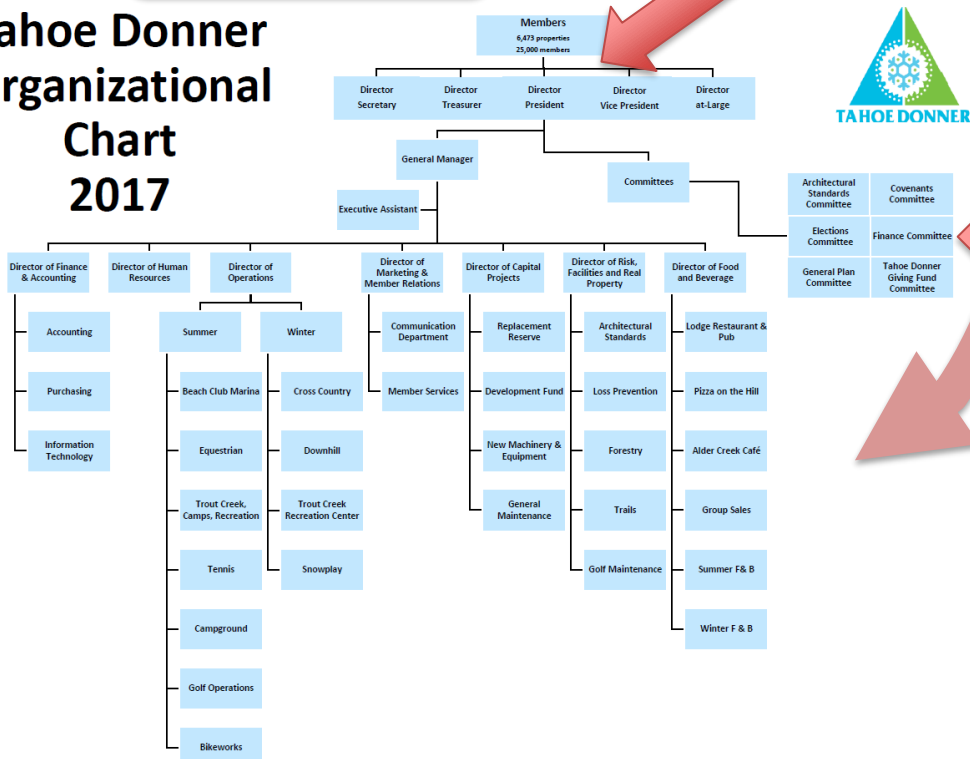 ahoe Donner
rganizational
Chart
2017
Members
6,473 properties
25,000 members
TAHOE DONNER
Director
Secretary
Director
Treasurer
Director
President
Director
Vice President
Director
at-Large
General Manager
Committees
Executive Assistant
Architectural
Standards
Committee
Covenants
Committee
Elections
Committee
Finance Committee
General Plan
Committee
Tahoe Donner
Giving Fund
Committee
Director of Finance
& Accounting
Director of Human
Resources
Director of
Operations
Director of
Marketing &
Member Relations
Director of Capital
Projects
Director of Risk,
Facilities and Real
Property
Director of Food
and Beverage
Accounting
Summer
Winter
Communication
Department
Replacement
Reserve
Architectural
Standards
Lodge Restaurant &
Pub
Purchasing
Beach Club Marina
Cross Country
Member Services
Development Fund
Loss Prevention
Pizza on the Hill
Information
Technology
Equestrian
Downhill
New Machinery &
Equipment
Forestry
Alder Creek Café
Trout Creek,
Camps, Recreation
Trout Creek
Recreation Center
General
Maintenance
Trails
Group Sales
Tennis
Snowplay
Golf Maintenance
Summer F& B
Campground
Winter F & B
Golf Operations
Bikeworks